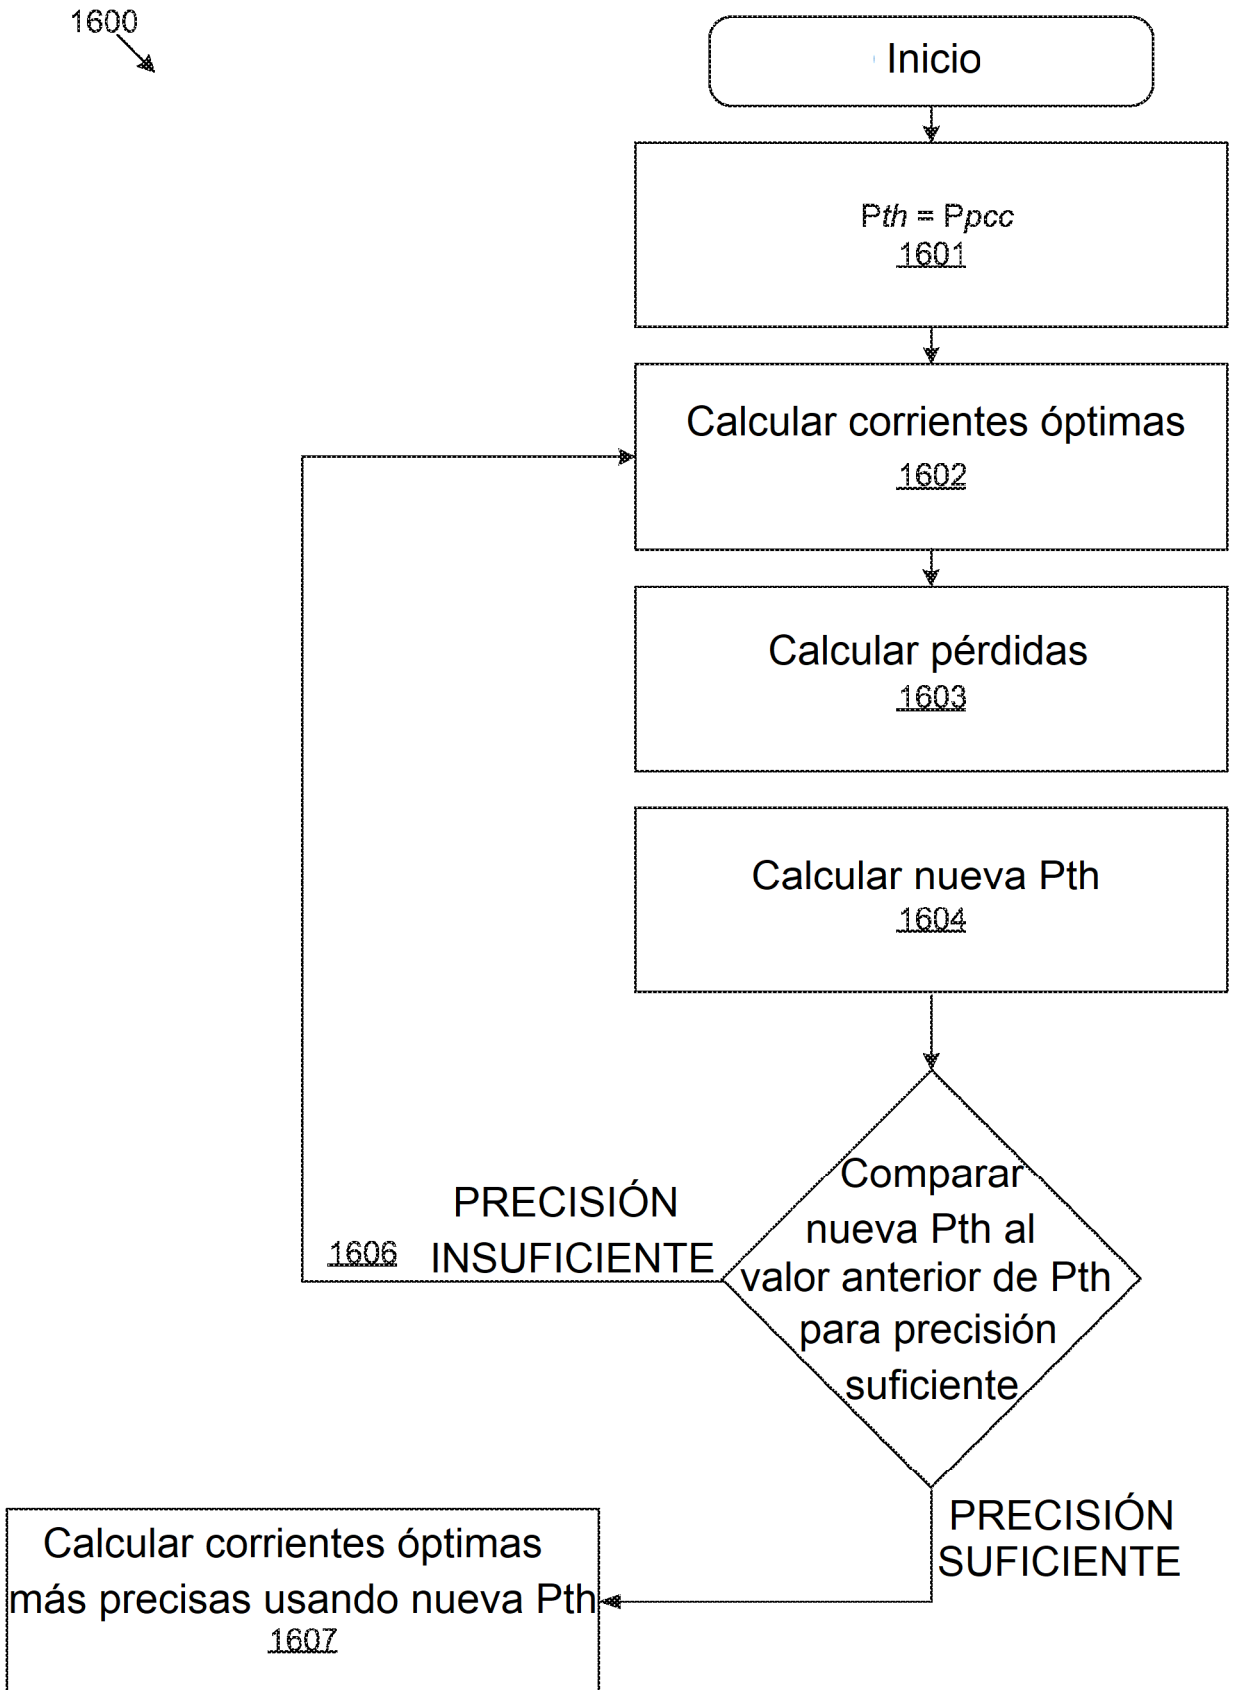 1600
Inicio
Pth = Ppcc
1601
Calcular corrientes óptimas
1602
Calcular pérdidas
1603
Calcular nueva Pth
1604
Comparar
nueva Pth al
valor anterior de Pth
para precisión
suficiente
PRECISIÓN
INSUFICIENTE
1606
PRECISIÓN
SUFICIENTE
Calcular corrientes óptimas
más precisas usando nueva Pth
1607